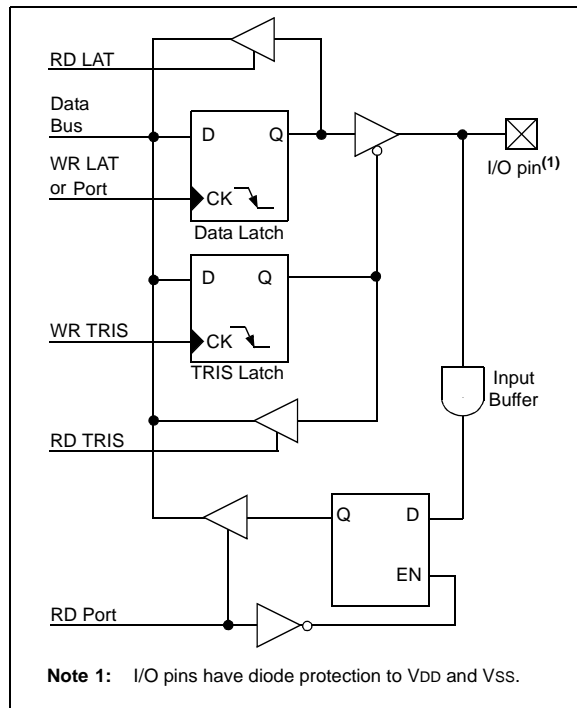 RD LAT
Data
Bus
D
Q
I/O pin(1)
WR LAT
or Port
CK
Data Latch
D
Q
WR TRIS
CK
TRIS Latch
Input
Buffer
RD TRIS
Q
D
EN
RD Port
Note 1: I/O pins have diode protection to VDD and VSS.